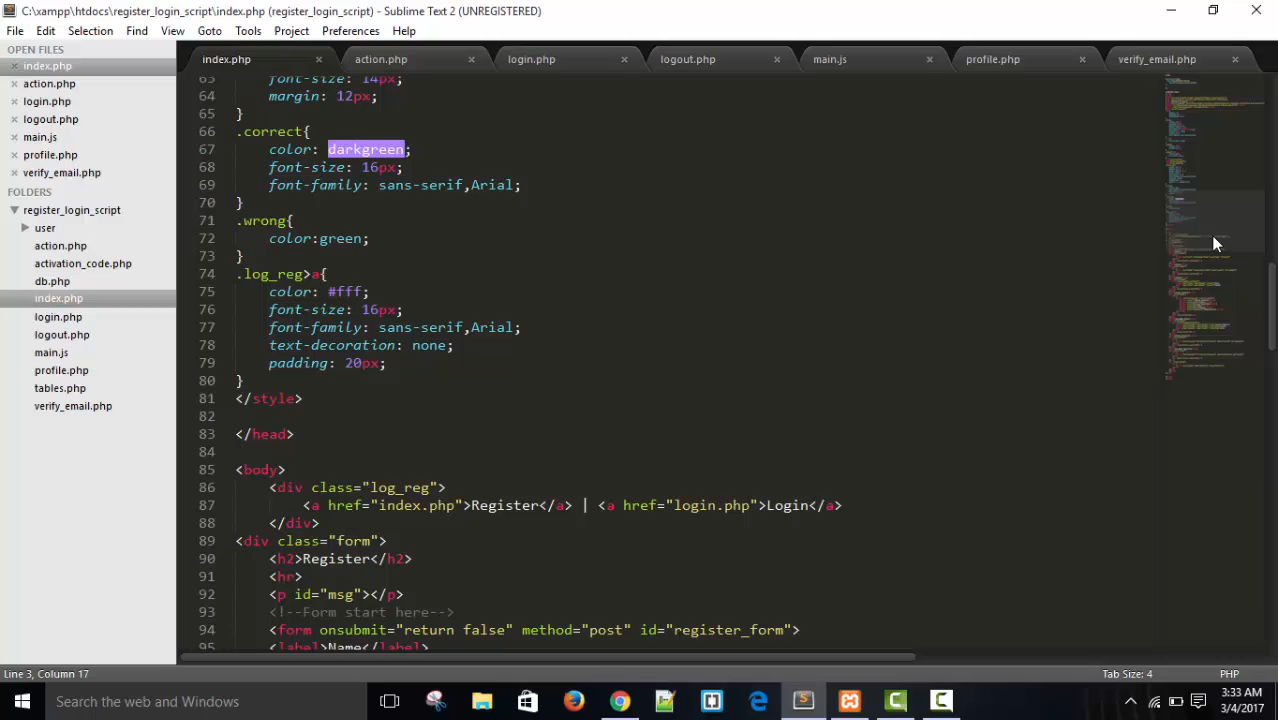 C:\xampp\htdocs\register_login_script\index.php (register_login_script) - Sublime Text 2 (UNREGISTERED)
File Edit Selection Find View Goto Tools Project Preferences Help
OPEN FILES
index.php
action.php
login.php
logout.php
main.js
profile.php
verify_email.php
FOLDERS
register_login_script
user
action.php
activation_code.php
db.php
index.php
login.php
logout.php
main.js
profile.php
tables.php
verify_email.php
index.php action.php login.php logout.php main.js profile.php verify_email.php
63 font-size: 14px;
64 margin: 12px;
65 }
66 .correct{
67 color: darkgreen;
68 font-size: 16px;
69 font-family: sans-serif,Arial;
70 }
71 .wrong{
72 color:green;
73 }
74 .log_reg>a{
75 color: #fff;
76 font-size: 16px;
77 font-family: sans-serif,Arial;
78 text-decoration: none;
79 padding: 20px;
80 }
81 </style>
82
83 </head>
84
85 <body>
86 <div class="log_reg">
87 <a href="index.php">Register</a> | <a href="login.php">Login</a>
88 </div>
89 <div class="form">
90 <h2>Register</h2>
91 <hr>
92 <p id="msg"></p>
93 <!--Form start here-->
94 <form onsubmit="return false" method="post" id="register_form">
95 <label>Name</label>
Line 3, Column 17 Tab Size: 4 PHP
Search the web and Windows
3:33 AM
3/4/2017